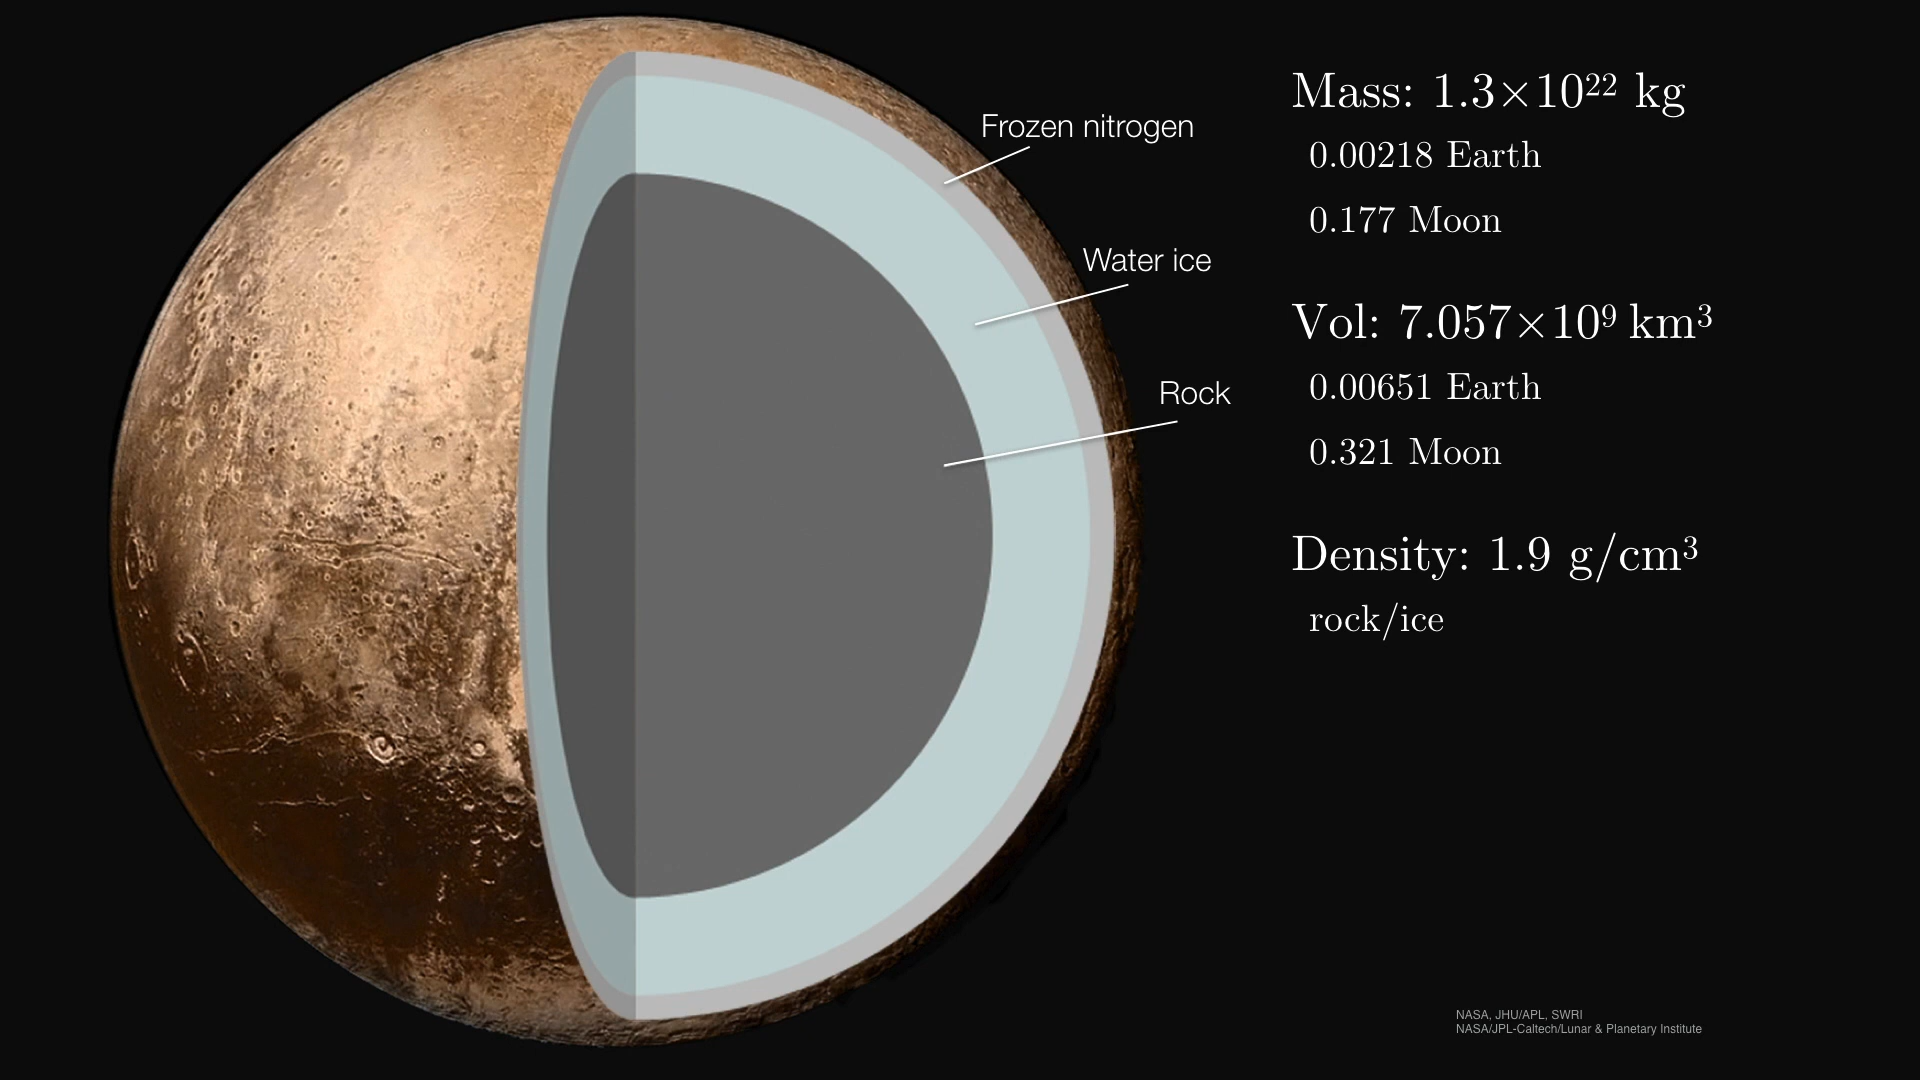 Frozen nitrogen
Water ice
Rock
Mass: 1.3×10²² kg
0.00218 Earth
0.177 Moon
Vol: 7.057×10⁹ km³
0.00651 Earth
0.321 Moon
Density: 1.9 g/cm³
rock/ice
NASA, JHU/APL, SWRI
NASA/JPL-Caltech/Lunar & Planetary Institute